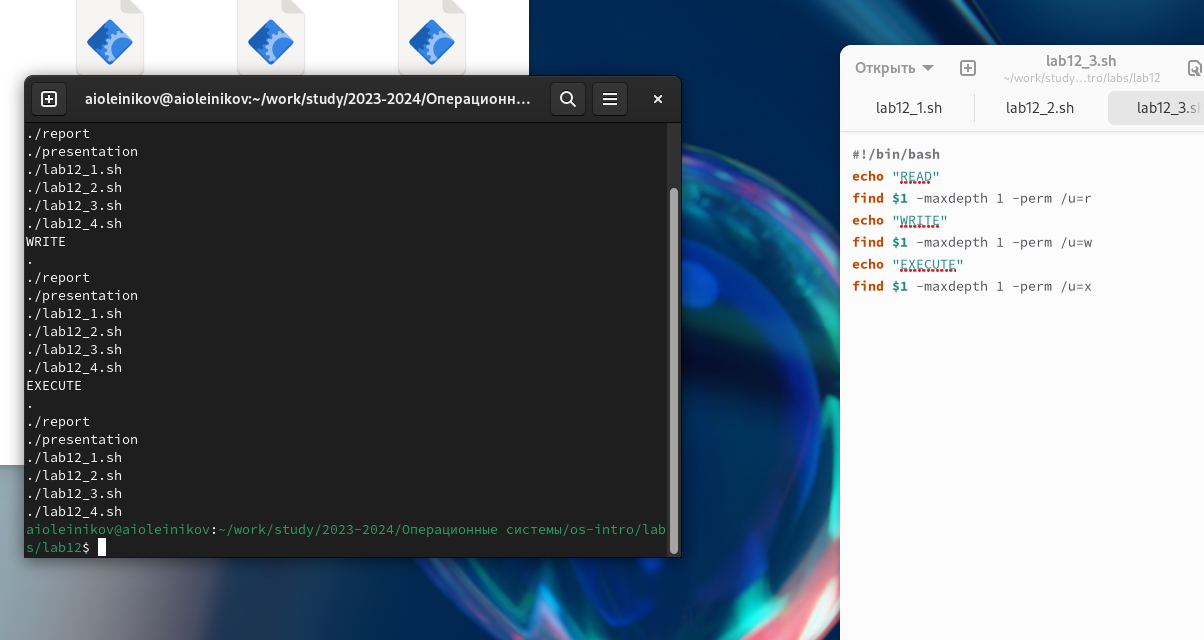 aioleinikov@aioleinikov:~/work/study/2023-2024/Операционн...
./report
./presentation
./lab12_1.sh
./lab12_2.sh
./lab12_3.sh
./lab12_4.sh
WRITE
.
./report
./presentation
./lab12_1.sh
./lab12_2.sh
./lab12_3.sh
./lab12_4.sh
EXECUTE
.
./report
./presentation
./lab12_1.sh
./lab12_2.sh
./lab12_3.sh
./lab12_4.sh
aioleinikov@aioleinikov:~/work/study/2023-2024/Операционные системы/os-intro/lab
s/lab12$
Открыть
lab12_3.sh
~/work/study...tro/labs/lab12
lab12_1.sh lab12_2.sh lab12_3.s
#!/bin/bash
echo "READ"
find $1 -maxdepth 1 -perm /u=r
echo "WRITE"
find $1 -maxdepth 1 -perm /u=w
echo "EXECUTE"
find $1 -maxdepth 1 -perm /u=x